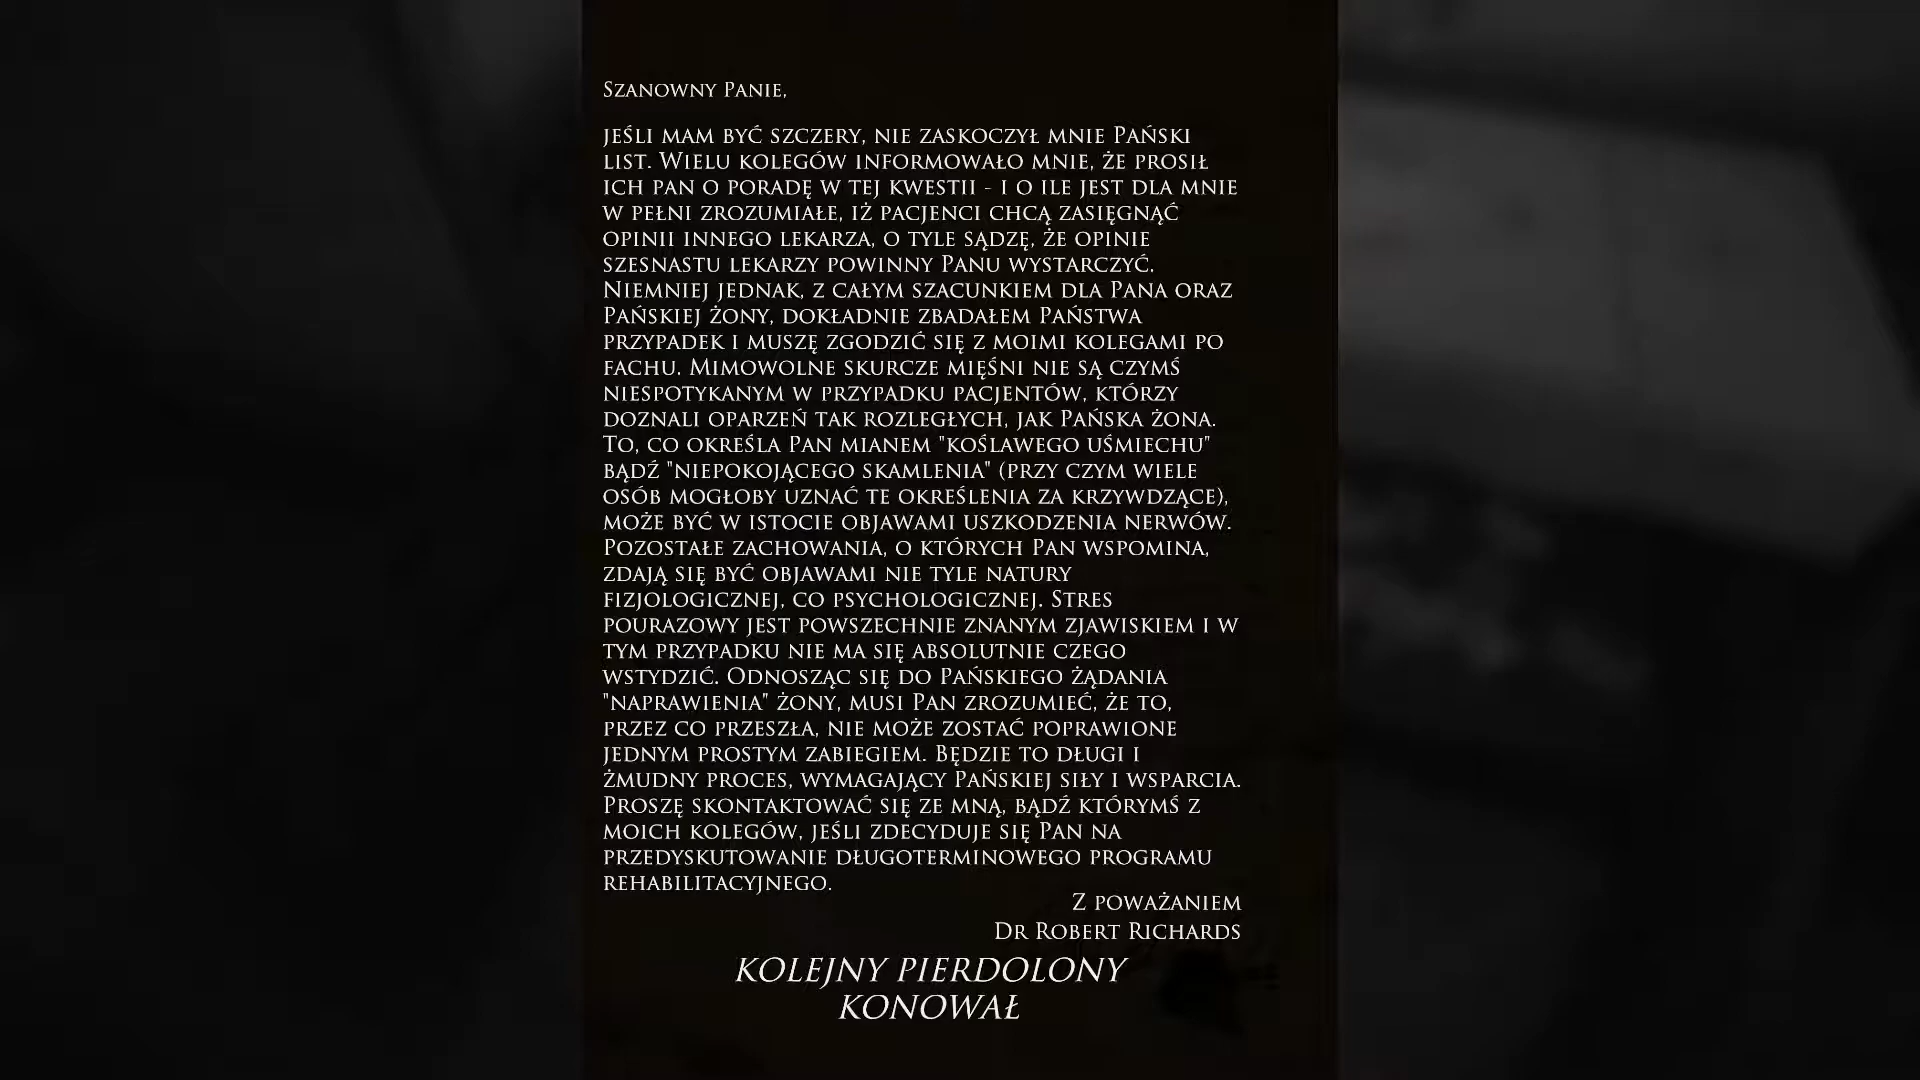 Szanowny Panie,
jeśli mam być szczery, nie zaskoczył mnie Pański
list. Wielu kolegów informowało mnie, że prosił
ich pan o poradę w tej kwestii - i o ile jest dla mnie
w pełni zrozumiałe, iż pacjenci chcą zasięgnąć
opinii innego lekarza, o tyle sądzę, że opinie
szesnastu lekarzy powinny Panu wystarczyć.
Niemniej jednak, z całym szacunkiem dla Pana oraz
Pańskiej żony, dokładnie zbadałem Państwa
przypadek i muszę zgodzić się z moimi kolegami po
fachu. Mimowolne skurcze mięśni nie są czymś
niespotykanym w przypadku pacjentów, którzy
doznali oparzeń tak rozległych, jak Pańska żona.
To, co określa Pan mianem "koślawego uśmiechu"
bądź "niepokojącego skamlenia" (przy czym wiele
osób mogłoby uznać te określenia za krzywdzące),
może być w istocie objawami uszkodzenia nerwów.
Pozostałe zachowania, o których Pan wspomina,
zdają się być objawami nie tyle natury
fizjologicznej, co psychologicznej. Stres
pourazowy jest powszechnie znanym zjawiskiem i w
tym przypadku nie ma się absolutnie czego
wstydzić. Odnosząc się do Pańskiego żądania
"naprawienia" żony, musi Pan zrozumieć, że to,
przez co przeszła, nie może zostać poprawione
jednym prostym zabiegiem. Będzie to długi i
żmudny proces, wymagający Pańskiej siły i wsparcia.
Proszę skontaktować się ze mną, bądź którymś z
moich kolegów, jeśli zdecyduje się Pan na
przedyskutowanie długoterminowego programu
rehabilitacyjnego.
Z poważaniem
Dr Robert Richards
KOLEJNY PIERDOLONY
KONOWAŁ